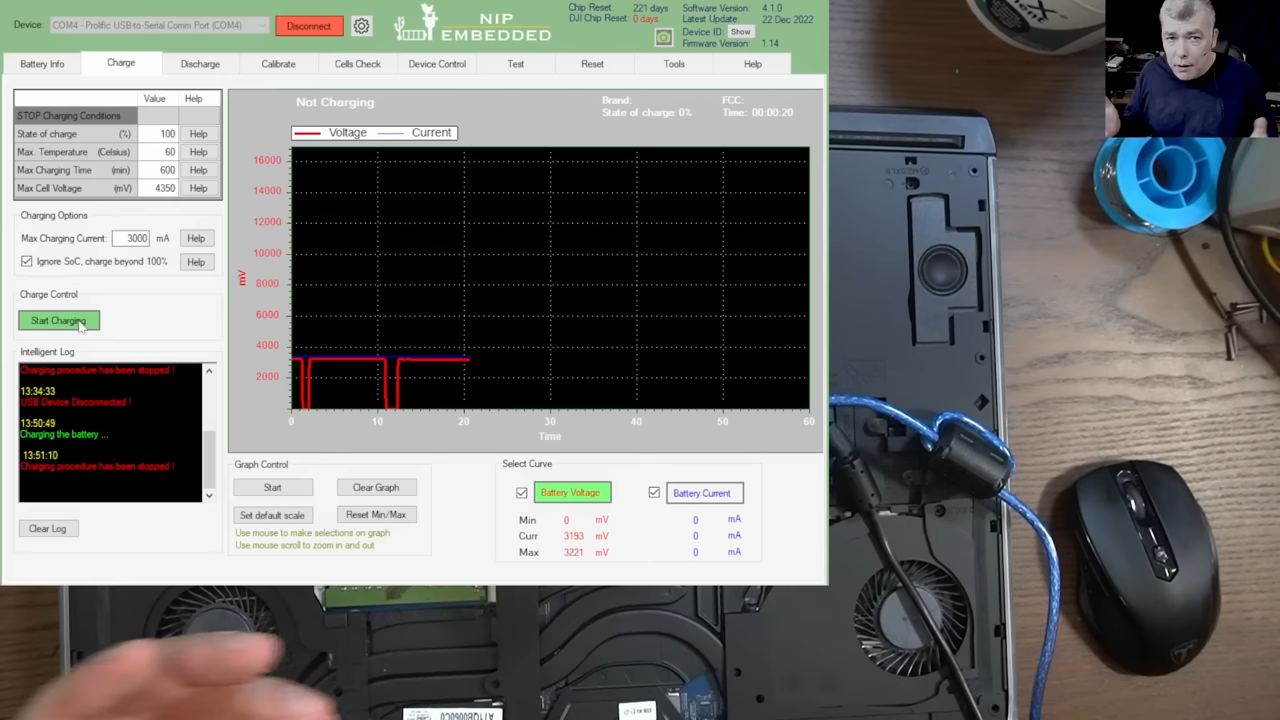 Device: COM4 - Prolific USB-to-Serial Comm Port (COM4) Disconnect
NIP
EMBEDDED
Chip Reset: 221 days
DJI Chip Reset: 0 days
Software Version: 4.1.0
Latest Update: 22 Dec 2022
Device ID: Show
Firmware Version: 1.14
Battery Info Charge Discharge Calibrate Cells Check Device Control Test Reset Tools Help
Value Help
STOP Charging Conditions
State of charge (%) 100 Help
Max. Temperature (Celsius) 60 Help
Max Charging Time (min) 600 Help
Max Cell Voltage (mV) 4350 Help
Charging Options
Max Charging Current: 3000 mA Help
Ignore SoC, charge beyond 100% Help
Charge Control
Start Charging
Intelligent Log
Charging procedure has been stopped !
13:34:33
USB Device Disconnected !
13:50:49
Charging the battery ...
13:51:10
Charging procedure has been stopped !
Clear Log
Not Charging
Brand:
State of charge 0%
FCC:
Time: 00:00:20
Voltage Current
16000
14000
12000
10000
8000
6000
4000
2000
mV
0 10 20 30 40 50 60
Time
Graph Control
Start Clear Graph
Set default scale Reset Min/Max
Use mouse to make selections on graph
Use mouse scroll to zoom in and out
Select Curve
Battery Voltage Battery Current
Min 0 mV 0 mA
Curr 3193 mV 0 mA
Max 3221 mV 0 mA